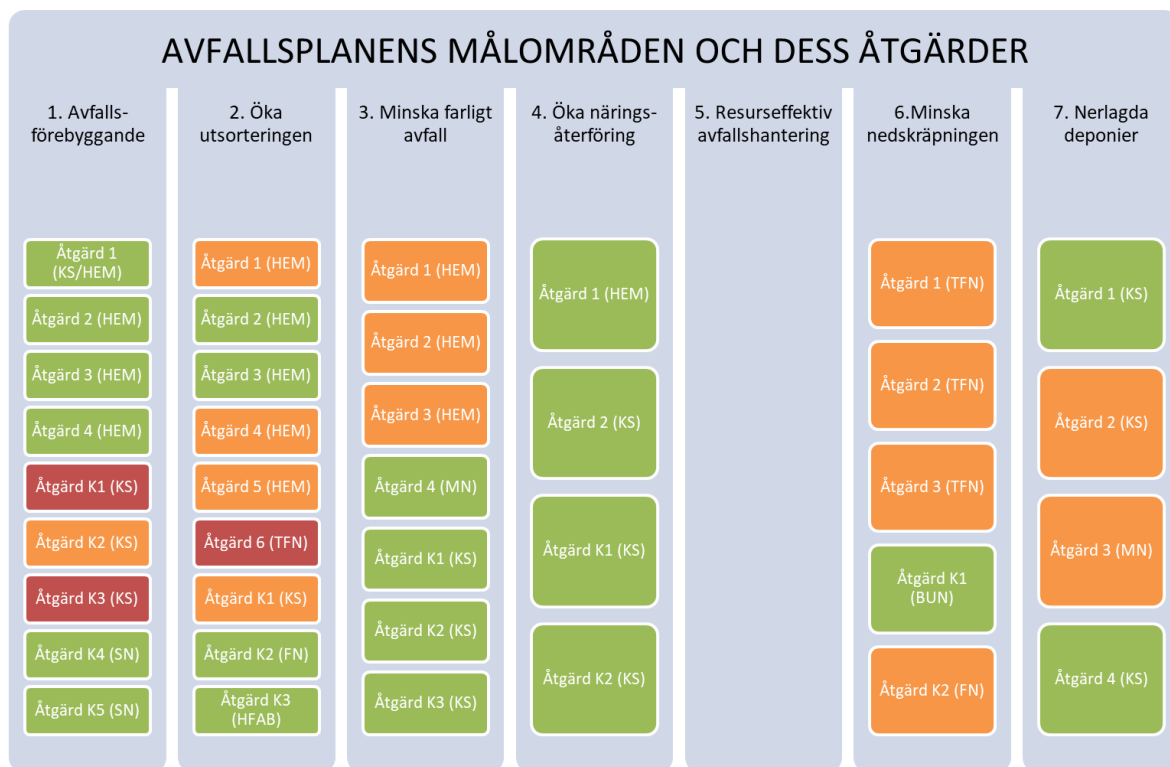 AVFALLSPLANENS MÅLOMRÅDEN OCH DESS ÅTGÄRDER
1. Avfalls-
förebyggande
Åtgärd 1
(KS/HEM)
Åtgärd 2 (HEM)
Åtgärd 3 (HEM)
Åtgärd 4 (HEM)
Åtgärd K1 (KS)
Åtgärd K2 (KS)
Åtgärd K3 (KS)
Åtgärd K4 (SN)
Åtgärd K5 (SN)
2. Öka
utsorteringen
Åtgärd 1 (HEM)
Åtgärd 2 (HEM)
Åtgärd 3 (HEM)
Åtgärd 4 (HEM)
Åtgärd 5 (HEM)
Åtgärd 6 (TFN)
Åtgärd K1 (KS)
Åtgärd K2 (FN)
Åtgärd K3
(HFAB)
3. Minska farligt
avfall
Åtgärd 1 (HEM)
Åtgärd 2 (HEM)
Åtgärd 3 (HEM)
Åtgärd 4 (MN)
Åtgärd K1 (KS)
Åtgärd K2 (KS)
Åtgärd K3 (KS)
4. Öka närings-
återföring
Åtgärd 1 (HEM)
Åtgärd 2 (KS)
Åtgärd K1 (KS)
Åtgärd K2 (KS)
5. Resurseffektiv
avfallshantering
6.Minska
nedskräpningen
Åtgärd 1 (TFN)
Åtgärd 2 (TFN)
Åtgärd 3 (TFN)
Åtgärd K1
(BUN)
Åtgärd K2 (FN)
7. Nerlagda
deponier
Åtgärd 1 (KS)
Åtgärd 2 (KS)
Åtgärd 3 (MN)
Åtgärd 4 (KS)